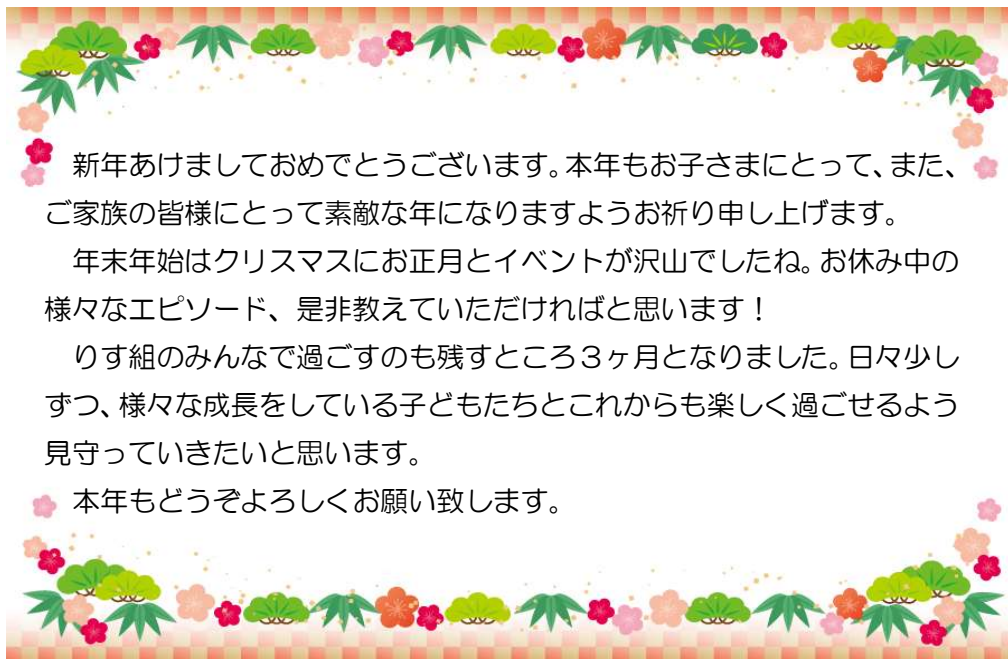 新年あけましておめでとうございます。本年もお子さまにとって、また、
ご家族の皆様にとって素敵な年になりますようお祈り申し上げます。
年末年始はクリスマスにお正月とイベントが沢山でしたね。お休み中の
様々なエピソード、是非教えていただければと思います！
りす組のみんなで過ごすのも残すところ３ヶ月となりました。日々少し
ずつ、様々な成長をしている子どもたちとこれからも楽しく過ごせるよう
見守っていきたいと思います。
本年もどうぞよろしくお願い致します。